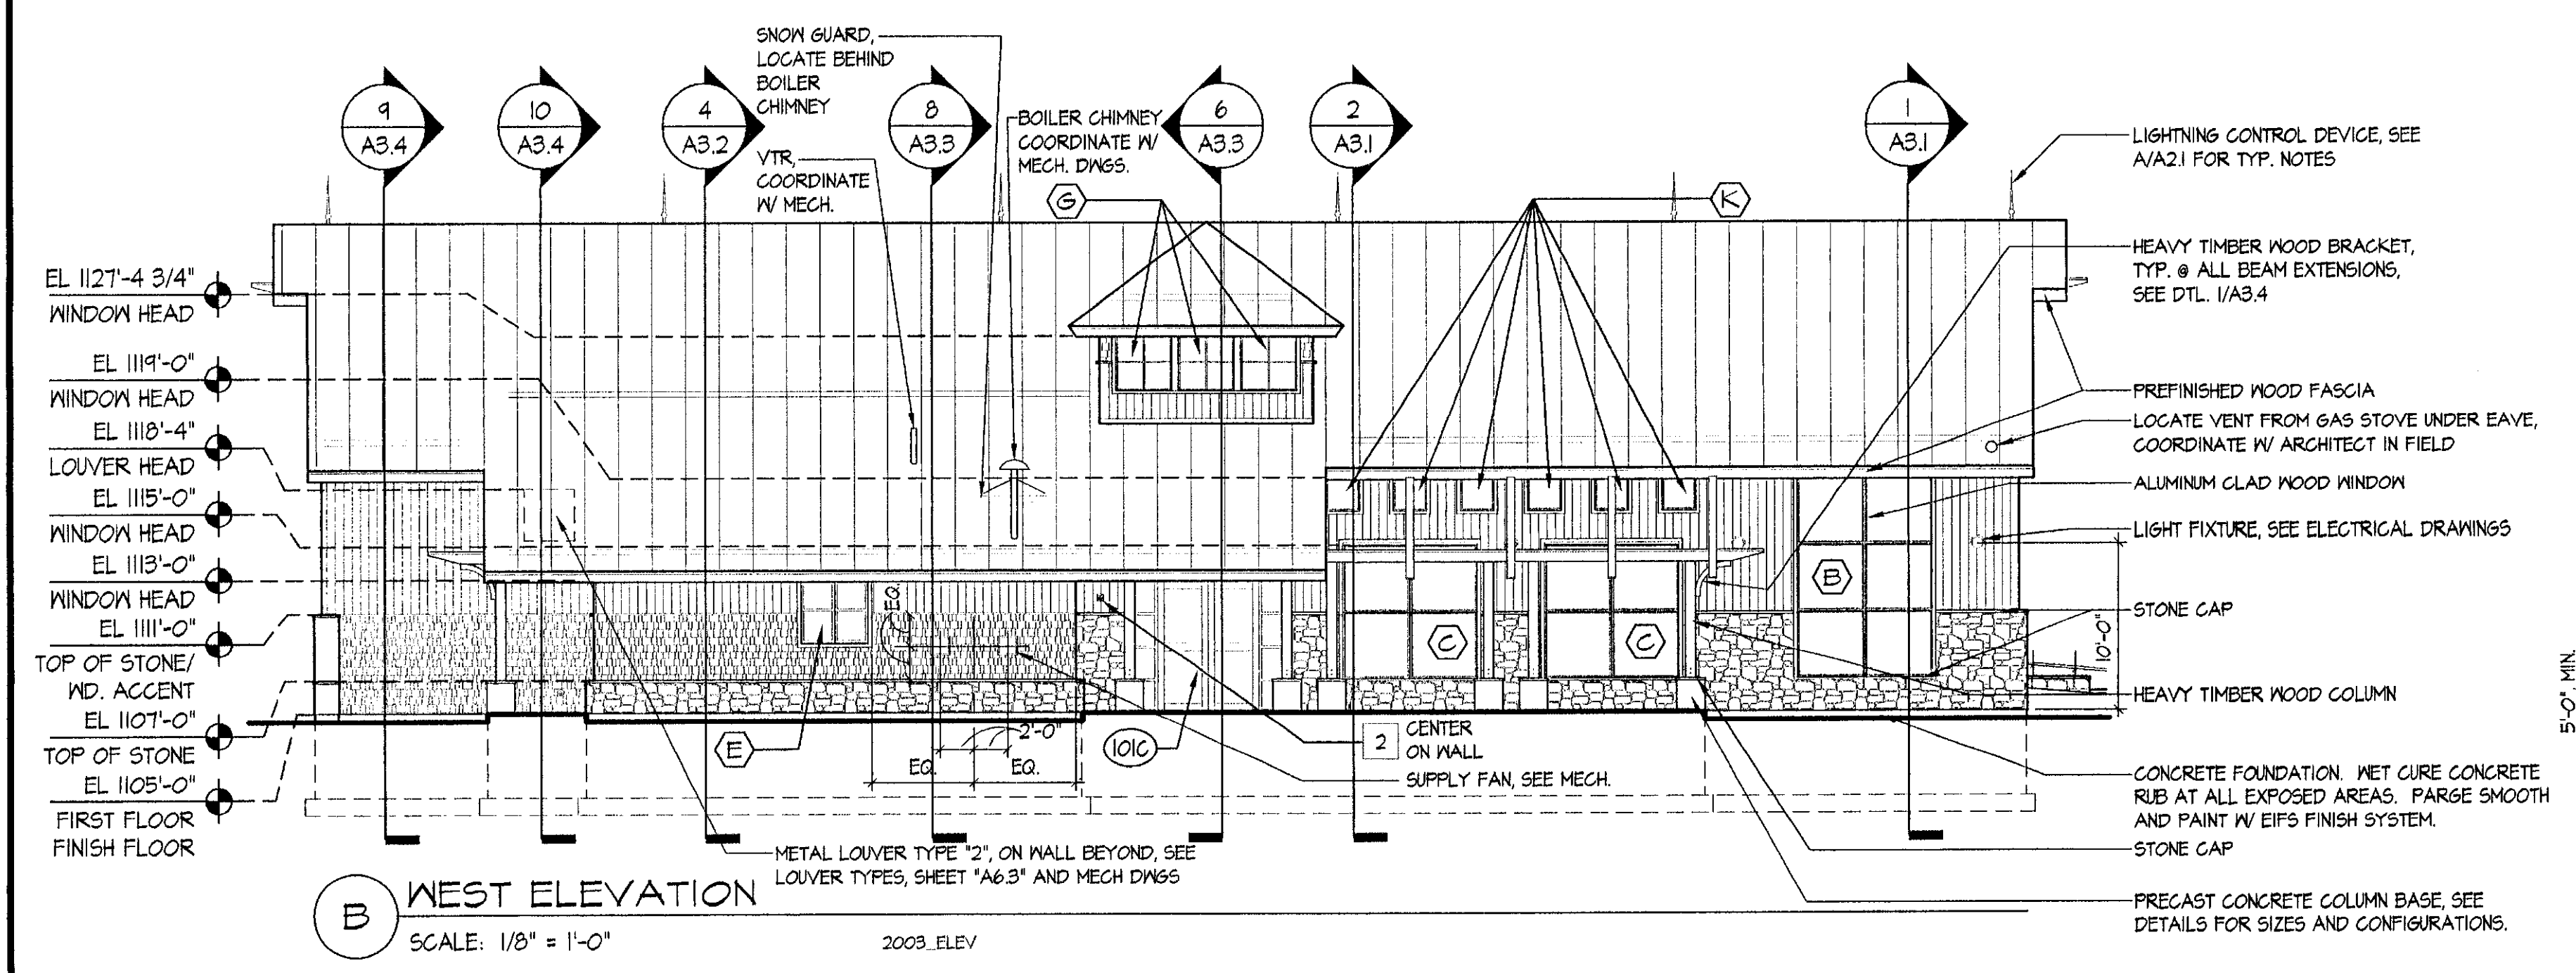 SNOW GUARD,
LOCATE BEHIND
BOILER
CHIMNEY
9
A3.4
10
A3.4
4
A3.2
8
A3.3
BOILER CHIMNEY
COORDINATE W/
MECH. DWGS.
6
A3.3
2
A3.1
1
A3.1
LIGHTNING CONTROL DEVICE, SEE
A/A2.1 FOR TYP. NOTES
VTR,
COORDINATE
W/ MECH.
G
K
HEAVY TIMBER WOOD BRACKET,
TYP. @ ALL BEAM EXTENSIONS,
SEE DTL. 1/A3.4
EL 1127'-4 3/4"
WINDOW HEAD
EL 1119'-0"
WINDOW HEAD
EL 1118'-4"
LOUVER HEAD
EL 1115'-0"
WINDOW HEAD
EL 1113'-0"
WINDOW HEAD
EL 1111'-0"
TOP OF STONE/
WD. ACCENT
EL 1107'-0"
TOP OF STONE
EL 1105'-0"
FIRST FLOOR
FINISH FLOOR
PREFINISHED WOOD FASCIA
LOCATE VENT FROM GAS STOVE UNDER EAVE,
COORDINATE W/ ARCHITECT IN FIELD
ALUMINUM CLAD WOOD WINDOW
LIGHT FIXTURE, SEE ELECTRICAL DRAWINGS
B
EQ.
STONE CAP
C
C
10'-0"
5'-0" MIN.
HEAVY TIMBER WOOD COLUMN
E
2'-0"
EQ.
EQ.
101C
2
CENTER
ON WALL
SUPPLY FAN, SEE MECH.
CONCRETE FOUNDATION. WET CURE CONCRETE
RUB AT ALL EXPOSED AREAS. PARGE SMOOTH
AND PAINT W/ EIFS FINISH SYSTEM.
STONE CAP
METAL LOUVER TYPE "2", ON WALL BEYOND, SEE
LOUVER TYPES, SHEET "A6.3" AND MECH DWGS
PRECAST CONCRETE COLUMN BASE, SEE
DETAILS FOR SIZES AND CONFIGURATIONS.
B
WEST ELEVATION
SCALE: 1/8" = 1'-0"
2003_ELEV